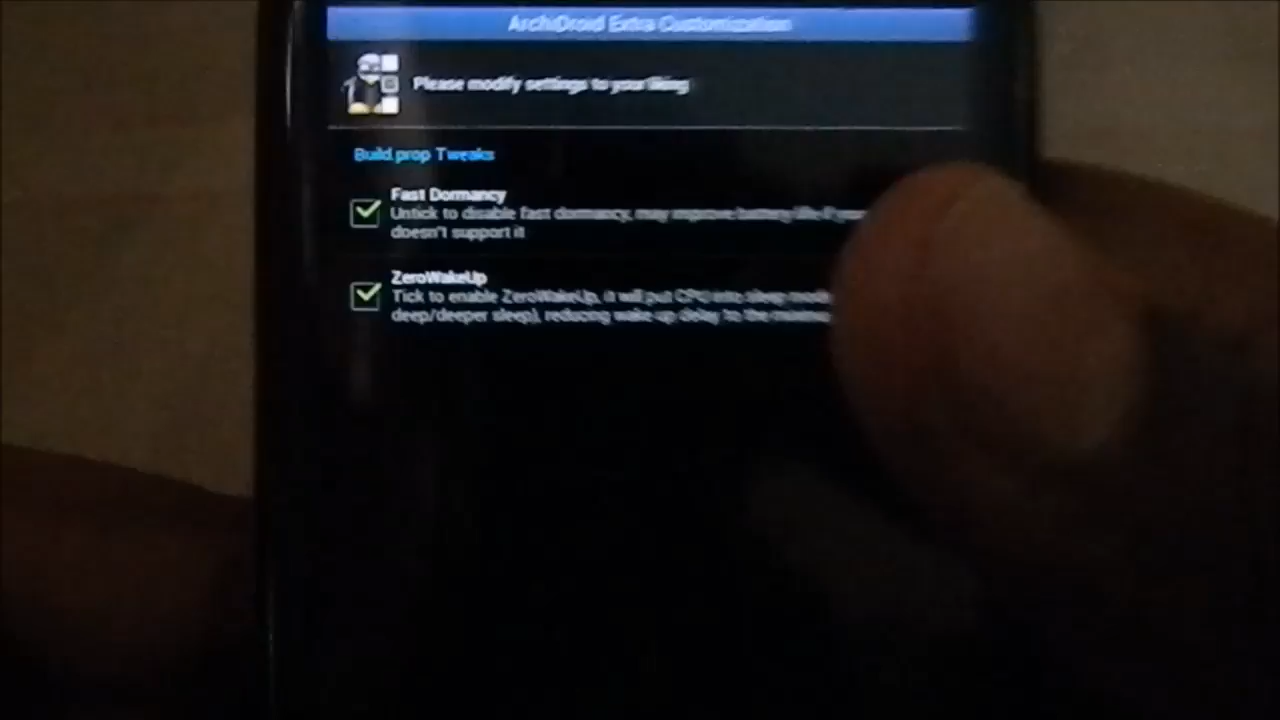 ArchiDroid Extra Customization
Please modify settings to your liking
Build.prop Tweaks
Fast Dormancy
Untick to disable fast dormancy, may improve battery life if your
doesn't support it
ZeroWakeUp
Tick to enable ZeroWakeUp, it will put CPU into sleep mode
deep/deeper sleep), reducing wake up delay to the